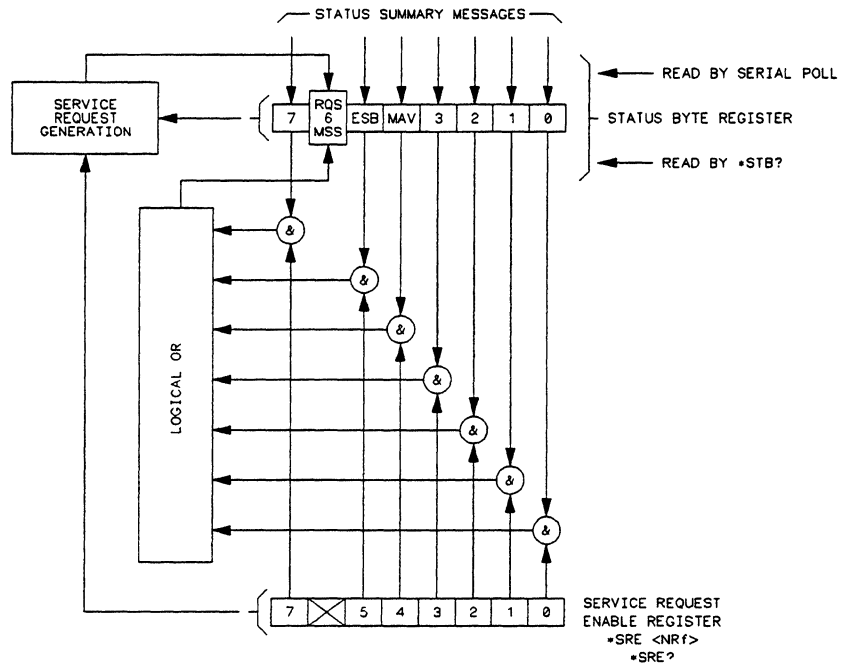 STATUS SUMMARY MESSAGES
READ BY SERIAL POLL
SERVICE
REQUEST
GENERATION
7
RQS
6
MSS
ESB
MAV
3
2
1
0
STATUS BYTE REGISTER
READ BY *STB?
&
&
&
&
&
&
&
LOGICAL OR
7
5
4
3
2
1
0
SERVICE REQUEST
ENABLE REGISTER
*SRE <NRf>
*SRE?